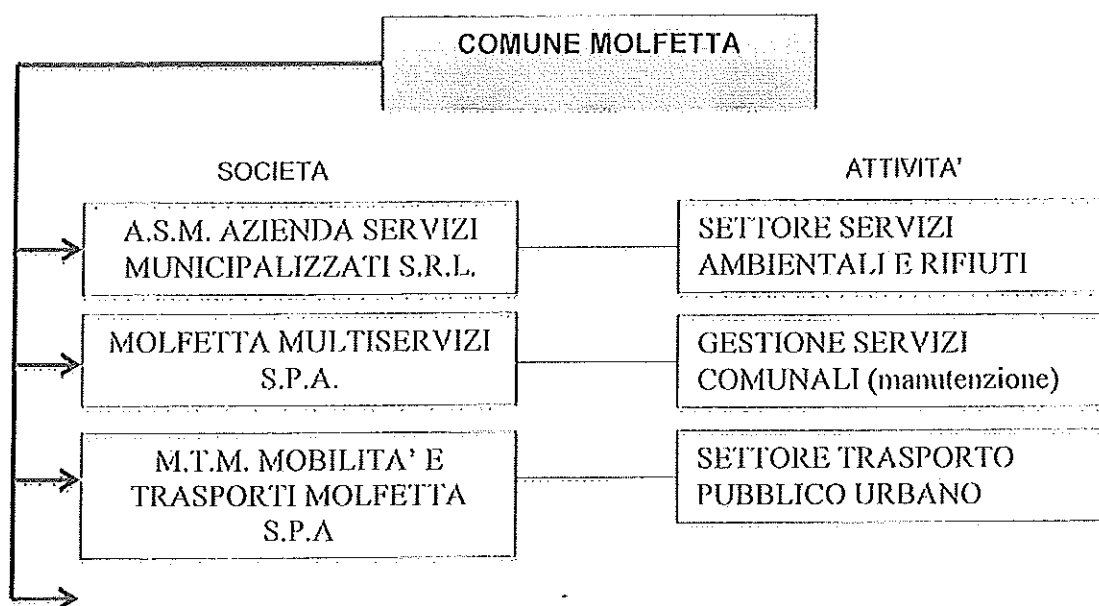 COMUNE MOLFETTA
SOCIETA
ATTIVITA'
A.S.M. AZIENDA SERVIZI
MUNICIPALIZZATI S.R.L.
SETTORE SERVIZI
AMBIENTALI E RIFIUTI
MOLFETTA MULTISERVIZI
S.P.A.
GESTIONE SERVIZI
COMUNALI (manutenzione)
M.T.M. MOBILITA' E
TRASPORTI MOLFETTA
S.P.A
SETTORE TRASPORTO
PUBBLICO URBANO